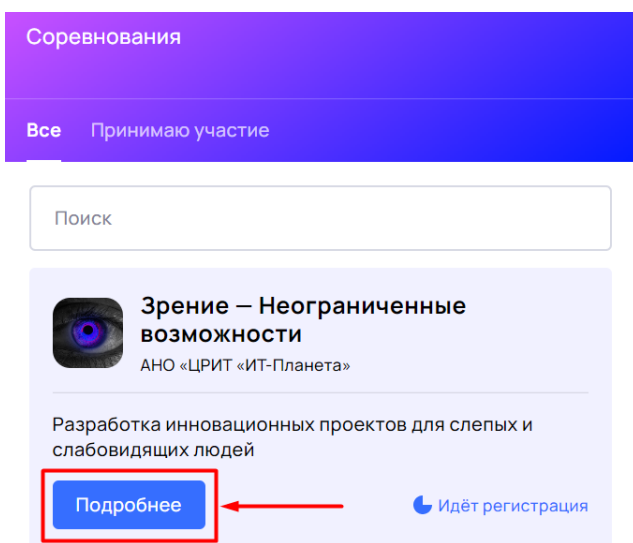 Соревнования
Все Принимаю участие
Поиск
Зрение — Неограниченные
возможности
АНО «ЦРИТ «ИТ-Планета»
Разработка инновационных проектов для слепых и
слабовидящих людей
Подробнее
Идёт регистрация